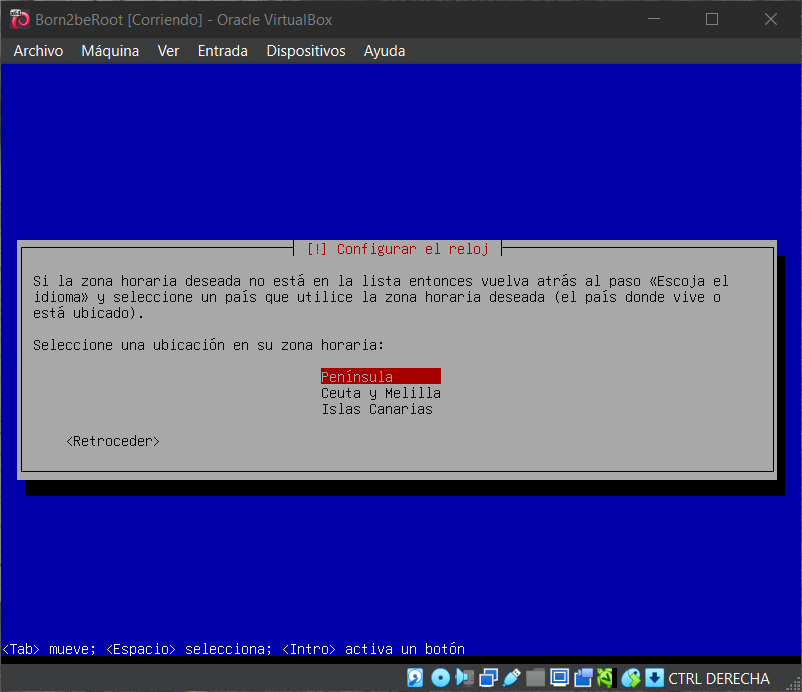 Born2beRoot [Corriendo] - Oracle VirtualBox
Archivo Máquina Ver Entrada Dispositivos Ayuda
[!] Configurar el reloj
Si la zona horaria deseada no está en la lista entonces vuelva atrás al paso «Escoja el
idioma» y seleccione un país que utilice la zona horaria deseada (el país donde vive o
está ubicado).
Seleccione una ubicación en su zona horaria:
Península
Ceuta y Melilla
Islas Canarias
<Retroceder>
<Tab> mueve; <Espacio> selecciona; <Intro> activa un botón
CTRL DERECHA